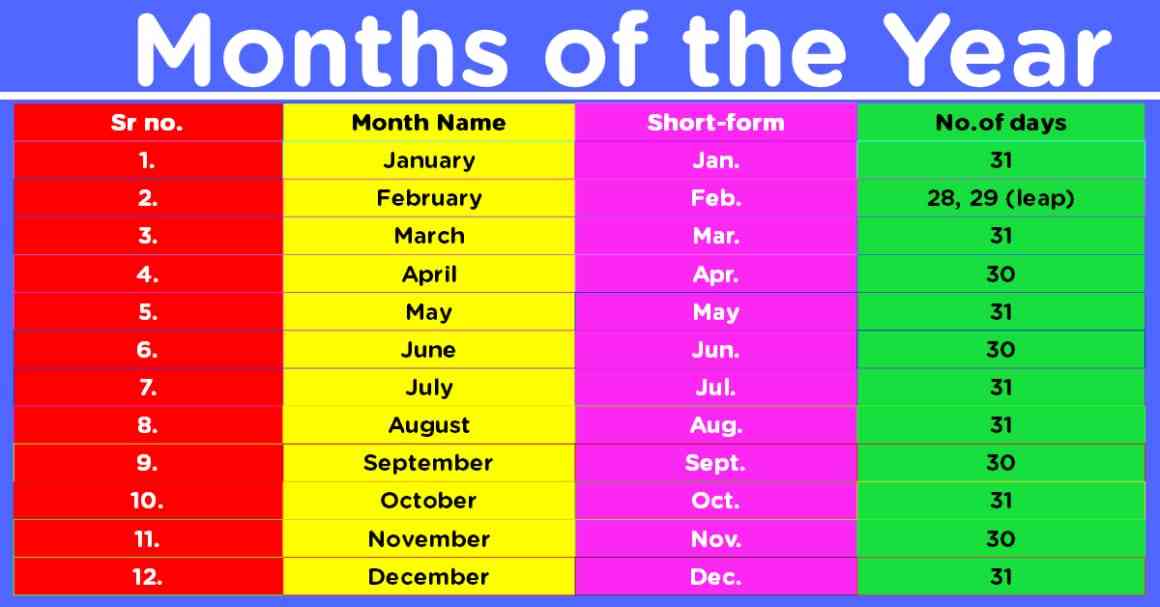 Months of the Year
Sr no. Month Name Short-form No.of days
1. January Jan. 31
2. February Feb. 28, 29 (leap)
3. March Mar. 31
4. April Apr. 30
5. May May 31
6. June Jun. 30
7. July Jul. 31
8. August Aug. 31
9. September Sept. 30
10. October Oct. 31
11. November Nov. 30
12. December Dec. 31